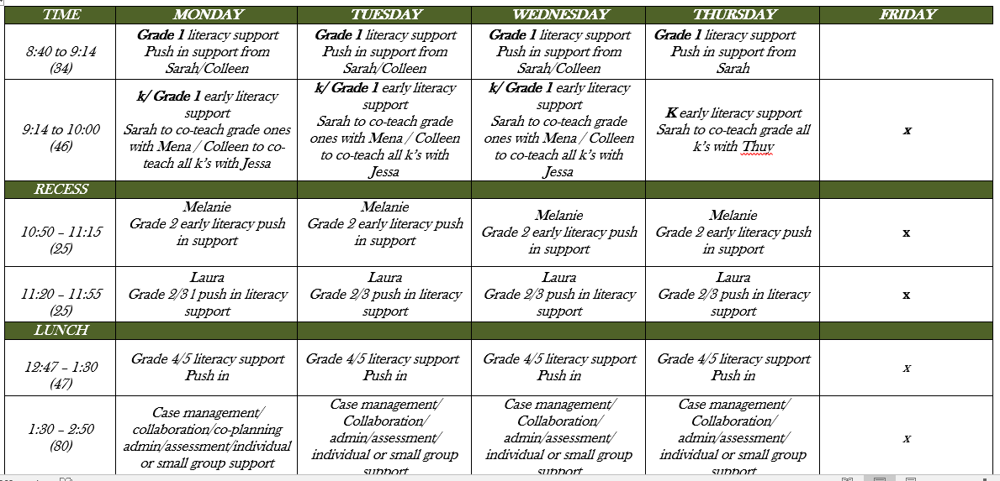 TIME MONDAY TUESDAY WEDNESDAY THURSDAY FRIDAY
8:40 to 9:14
(34)
Grade 1 literacy support
Push in support from
Sarah/Colleen
Grade 1 literacy support
Push in support from
Sarah/Colleen
Grade 1 literacy support
Push in support from
Sarah/Colleen
Grade 1 literacy support
Push in support from
Sarah
9:14 to 10:00
(46)
k/ Grade 1 early literacy
support
Sarah to co-teach grade ones
with Mena / Colleen to co-
teach all k's with Jessa
k/ Grade 1 early literacy
support
Sarah to co-teach grade
ones with Mena / Colleen
to co-teach all k's with
Jessa
k/ Grade 1 early literacy
support
Sarah to co-teach grade
ones with Mena / Colleen
to co-teach all k's with
Jessa
K early literacy support
Sarah to co-teach grade all
k's with Thuy
x
RECESS
10:50 – 11:15
(25)
Melanie
Grade 2 early literacy push
in support
Melanie
Grade 2 early literacy push
in support
Melanie
Grade 2 early literacy push
in support
Melanie
Grade 2 early literacy push
in support
x
11:20 – 11:55
(25)
Laura
Grade 2/3 1 push in literacy
support
Laura
Grade 2/3 push in literacy
support
Laura
Grade 2/3 push in literacy
support
Laura
Grade 2/3 push in literacy
support
x
LUNCH
12:47 – 1:30
(47)
Grade 4/5 literacy support
Push in
Grade 4/5 literacy support
Push in
Grade 4/5 literacy support
Push in
Grade 4/5 literacy support
Push in
x
1:30 – 2:50
(80)
Case management/
collaboration/co-planning
admin/assessment/individual
or small group support
Case management/
Collaboration/
admin/assessment/
individual or small group
support
Case management/
Collaboration/
admin/assessment/
individual or small group
support
Case management/
Collaboration/
admin/assessment/
individual or small group
support
x